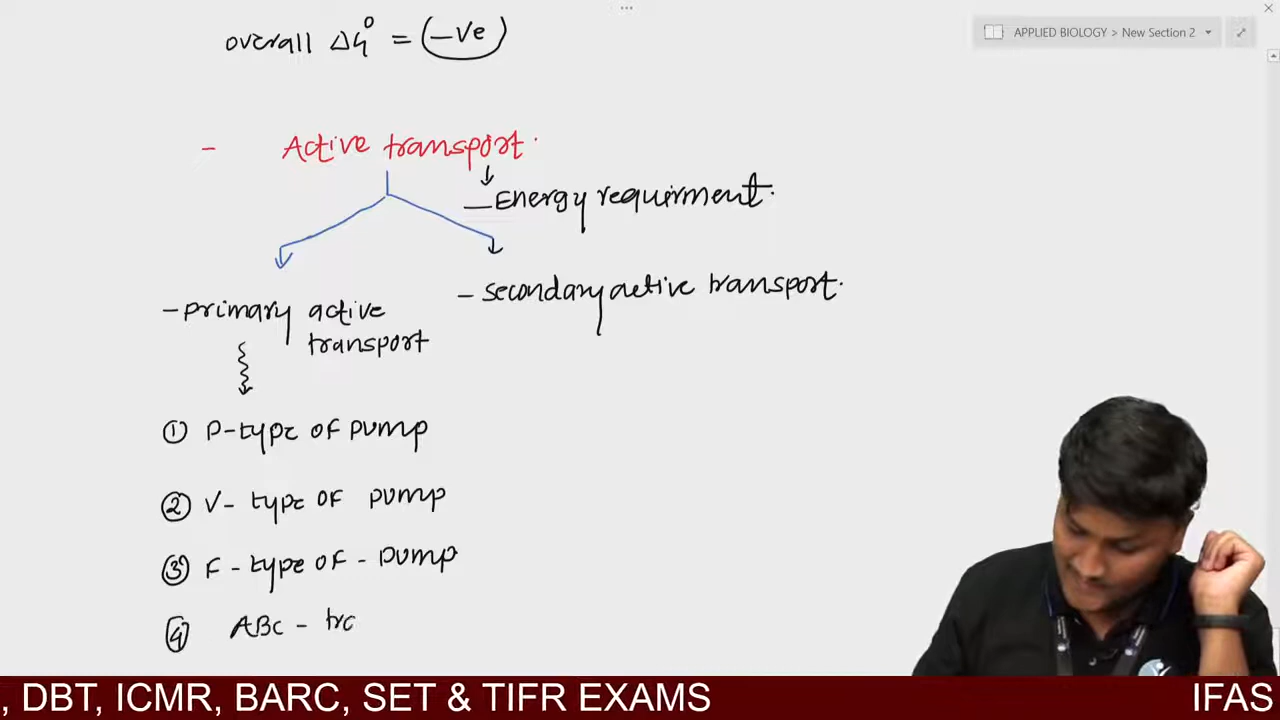 overall ΔG° = (-ve)
APPLIED BIOLOGY > New Section 2
- Active transport.
- Energy requirment.
- primary active transport
- secondary active transport.
① P-type of pump
② V- type of pump
③ F - type of - pump
④ ABC - trc
, DBT, ICMR, BARC, SET & TIFR EXAMS
IFAS